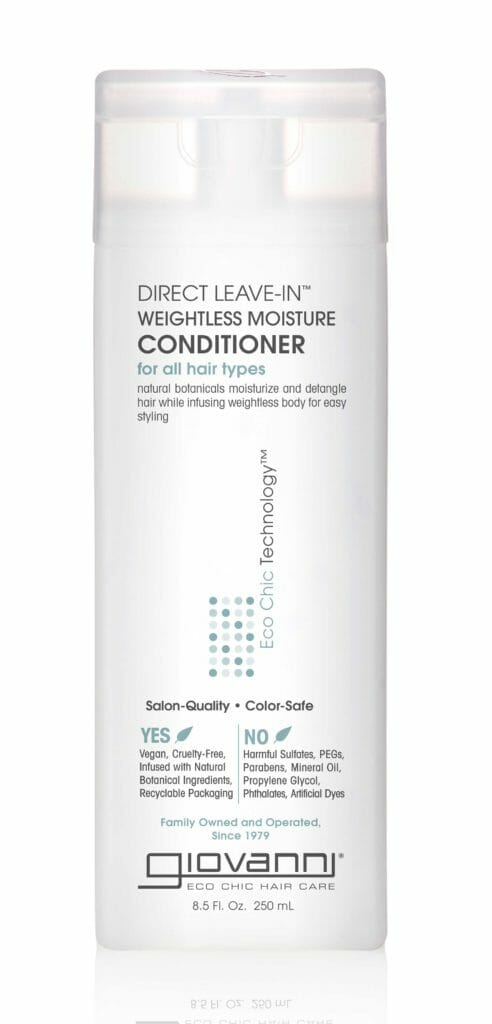 DIRECT LEAVE-IN™
WEIGHTLESS MOISTURE
CONDITIONER
for all hair types
natural botanicals moisturize and detangle
hair while infusing weightless body for easy
styling
Eco Chic Technology™
Salon-Quality • Color-Safe
YES
Vegan, Cruelty-Free,
Infused with Natural
Botanical Ingredients,
Recyclable Packaging
NO
Harmful Sulfates, PEGs,
Parabens, Mineral Oil,
Propylene Glycol,
Phthalates, Artificial Dyes
Family Owned and Operated,
Since 1979
giovanni®
ECO CHIC HAIR CARE
8.5 Fl. Oz. 250 mL